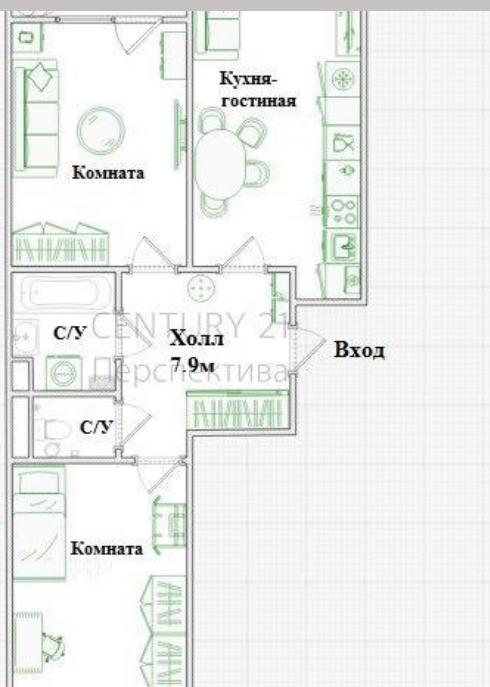 Кухня-
гостиная
Комната
С/У
CENTURY 21
Холл
7.9м
Перспектива
Вход
С/У
Комната